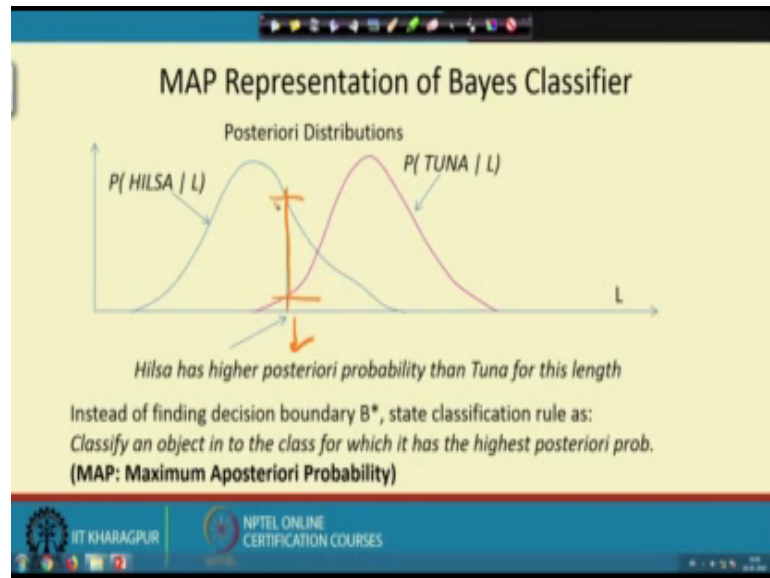 MAP Representation of Bayes Classifier
Posteriori Distributions
P( HILSA | L)
P( TUNA | L)
L
Hilsa has higher posteriori probability than Tuna for this length
Instead of finding decision boundary B*, state classification rule as:
Classify an object in to the class for which it has the highest posteriori prob.
(MAP: Maximum Aposteriori Probability)
IIT KHARAGPUR
NPTEL ONLINE
CERTIFICATION COURSES